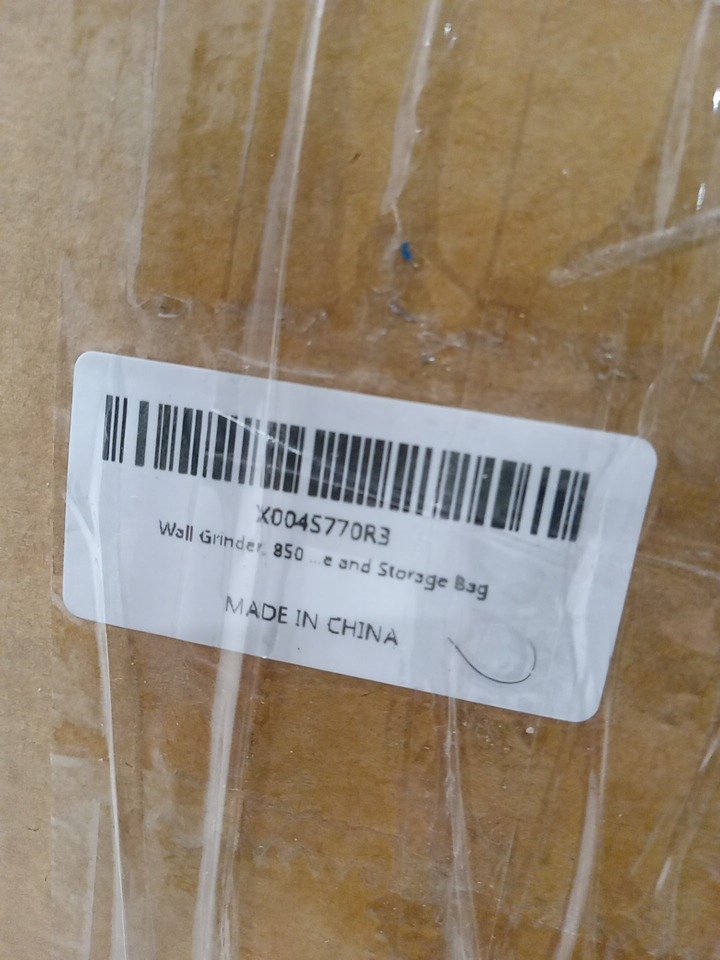 X004S770R3
Wall Grinder, 850 ...e and Storage Bag
MADE IN CHINA